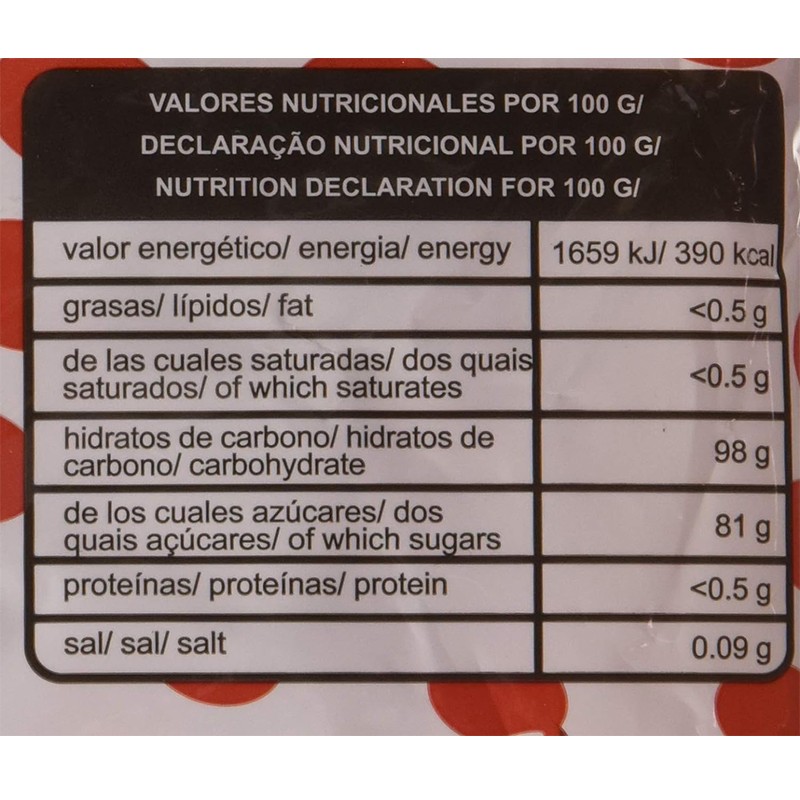 VALORES NUTRICIONALES POR 100 G/
DECLARAÇÃO NUTRICIONAL POR 100 G/
NUTRITION DECLARATION FOR 100 G/
valor energético/ energia/ energy 1659 kJ/ 390 kcal
grasas/ lípidos/ fat <0.5 g
de las cuales saturadas/ dos quais
saturados/ of which saturates <0.5 g
hidratos de carbono/ hidratos de
carbono/ carbohydrate 98 g
de los cuales azúcares/ dos
quais açúcares/ of which sugars 81 g
proteínas/ proteínas/ protein <0.5 g
sal/ sal/ salt 0.09 g